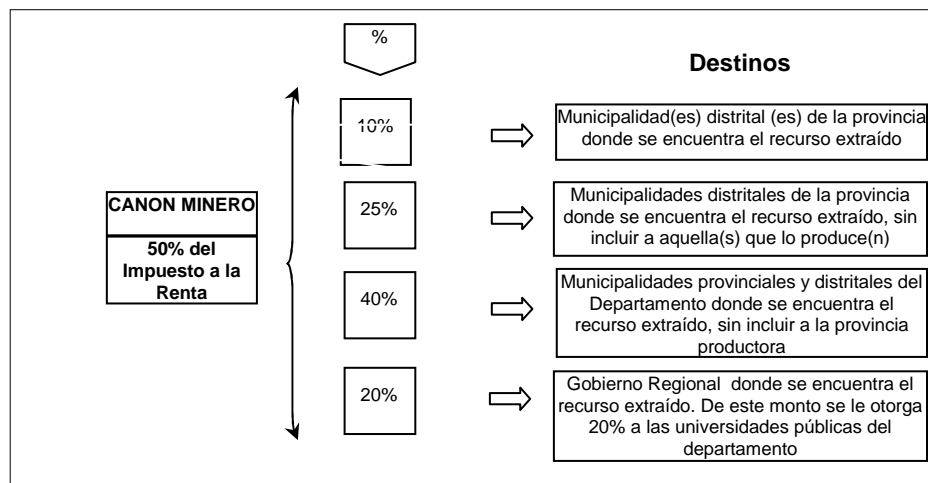 %
Destinos
10%
Municipalidad(es) distrital (es) de la provincia
donde se encuentra el recurso extraído
CANON MINERO
50% del
Impuesto a la
Renta
25%
Municipalidades distritales de la provincia
donde se encuentra el recurso extraído, sin
incluir a aquella(s) que lo produce(n)
40%
Municipalidades provinciales y distritales del
Departamento donde se encuentra el
recurso extraído, sin incluir a la provincia
productora
20%
Gobierno Regional donde se encuentra el
recurso extraído. De este monto se le otorga
20% a las universidades públicas del
departamento